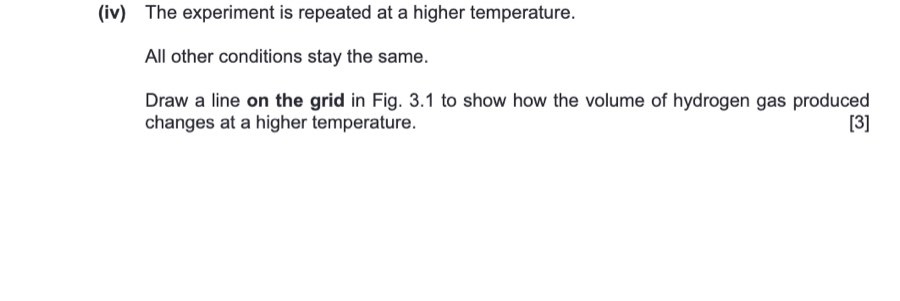 (iv) The experiment is repeated at a higher temperature.
All other conditions stay the same.
Draw a line on the grid in Fig. 3.1 to show how the volume of hydrogen gas produced
changes at a higher temperature. [3]